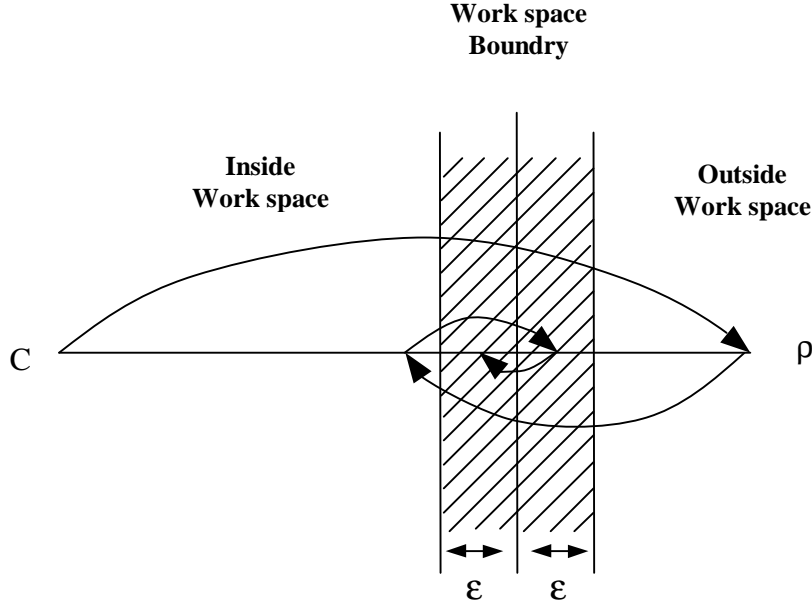 Work space
Boundry
Inside
Work space
Outside
Work space
C
ρ
ε
ε